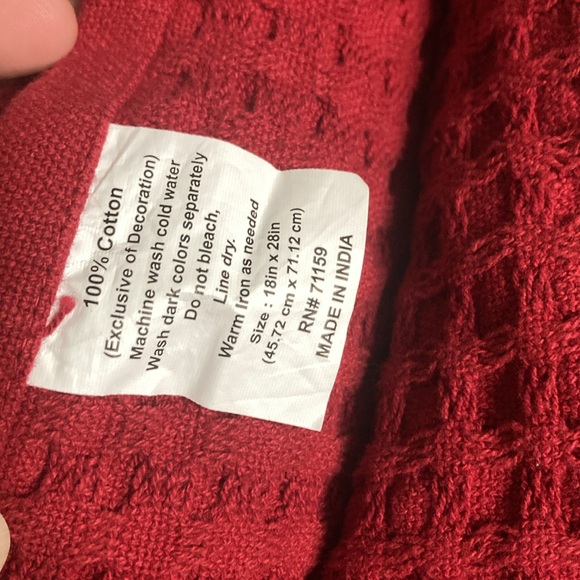 100% Cotton
(Exclusive of Decoration)
Machine wash cold water
Wash dark colors separately
Do not bleach,
Line dry.
Warm Iron as needed
Size : 18in x 28in
(45.72 cm x 71.12 cm)
RN# 71159
MADE IN INDIA